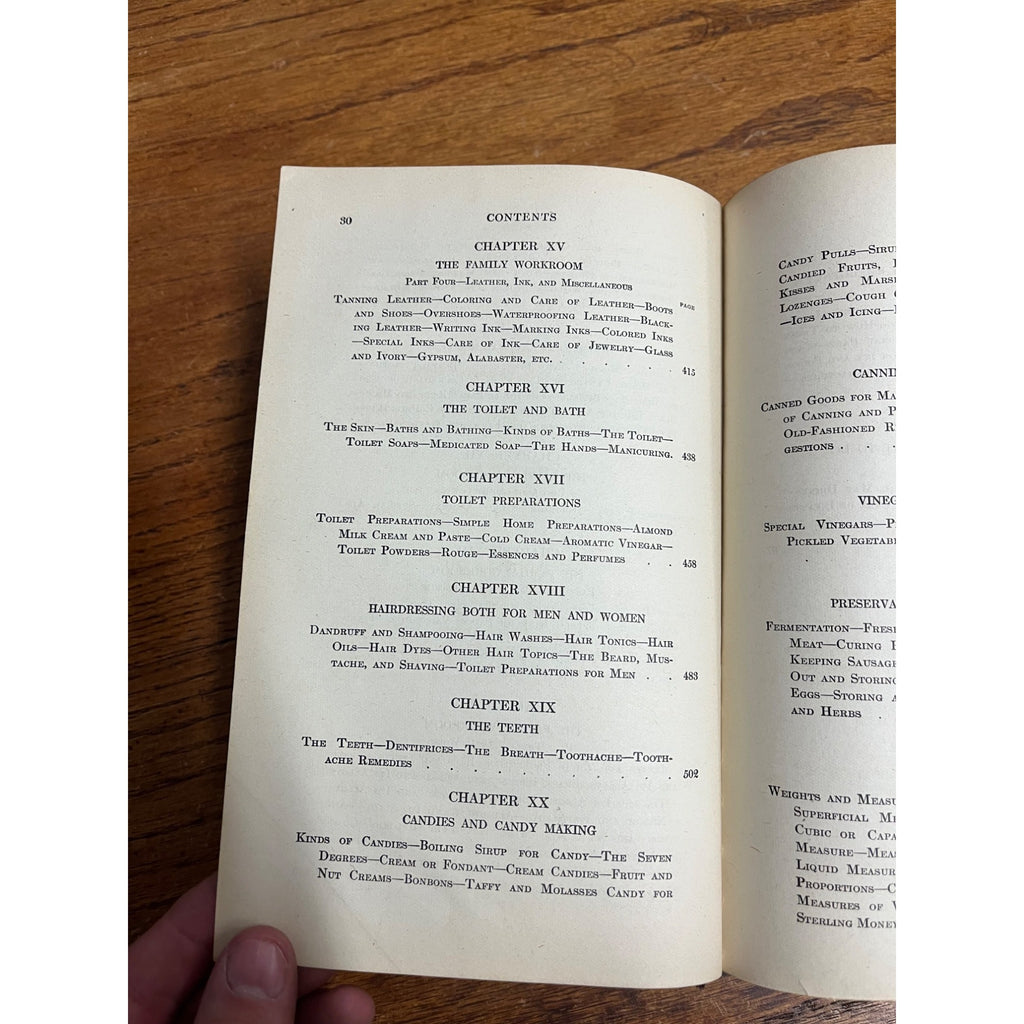 30 CONTENTS
CHAPTER XV
THE FAMILY WORKROOM
PART FOUR—LEATHER, INK, AND MISCELLANEOUS
PAGE
TANNING LEATHER—COLORING AND CARE OF LEATHER—BOOTS
AND SHOES—OVERSHOES—WATERPROOFING LEATHER—BLACK-
ING LEATHER—WRITING INK—MARKING INKS—COLORED INKS
—SPECIAL INKS—CARE OF INK—CARE OF JEWELRY—GLASS
AND IVORY—GYPSUM, ALABASTER, ETC. . . . . . . 415
CHAPTER XVI
THE TOILET AND BATH
THE SKIN—BATHS AND BATHING—KINDS OF BATHS—THE TOILET—
TOILET SOAPS—MEDICATED SOAP—THE HANDS—MANICURING. 438
CHAPTER XVII
TOILET PREPARATIONS
TOILET PREPARATIONS—SIMPLE HOME PREPARATIONS—ALMOND
MILK CREAM AND PASTE—COLD CREAM—AROMATIC VINEGAR—
TOILET POWDERS—ROUGE—ESSENCES AND PERFUMES . . 458
CHAPTER XVIII
HAIRDRESSING BOTH FOR MEN AND WOMEN
DANDRUFF AND SHAMPOOING—HAIR WASHES—HAIR TONICS—HAIR
OILS—HAIR DYES—OTHER HAIR TOPICS—THE BEARD, MUS-
TACHE, AND SHAVING—TOILET PREPARATIONS FOR MEN . . 483
CHAPTER XIX
THE TEETH
THE TEETH—DENTIFRICES—THE BREATH—TOOTHACHE—TOOTH-
ACHE REMEDIES . . . . . . . . . . . 502
CHAPTER XX
CANDIES AND CANDY MAKING
KINDS OF CANDIES—BOILING SIRUP FOR CANDY—THE SEVEN
DEGREES—CREAM OR FONDANT—CREAM CANDIES—FRUIT AND
NUT CREAMS—BONBONS—TAFFY AND MOLASSES CANDY FOR
CANDY PULLS—
CANDIED FRUITS,
KISSES AND
LOZENGES—COUGH
—ICES AND ICING—
CANNED GOODS FOR
OF CANNING AND
OLD-FASHIONED
GESTIONS . .
SPECIAL VINEGARS—
PICKLED
FERMENTATION—
MEAT—CURING
KEEPING
OUT AND STORING
EGGS—STORING
AND HERBS .
WEIGHTS AND
SUPERFICIAL
CUBIC OR
MEASURE—
LIQUID
PROPORTIONS—
MEASURES OF
STERLING MONEY